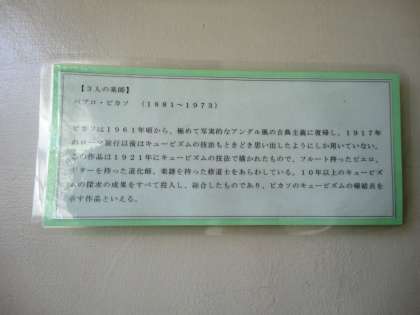 【３人の楽師】
パブロ・ピカソ　（１８８１～１９７３）
ピカソは１９６１年頃から、極めて写実的なアングル風の古典主義に復帰し、１９１７年
のローマ旅行以後はキュービズムの技法もときどき思い出したようにしか用いていない。
この作品は１９２１年にキュービズムの技法で描かれたもので、フルート持ったピエロ、
ギターを持った道化師、楽譜を持った修道士をあらわしている。１０年以上のキュービズ
ムの探求の成果をすべて投入し、綜合したものであり、ピカソのキュービズムの極結点を
示す作品といえる。